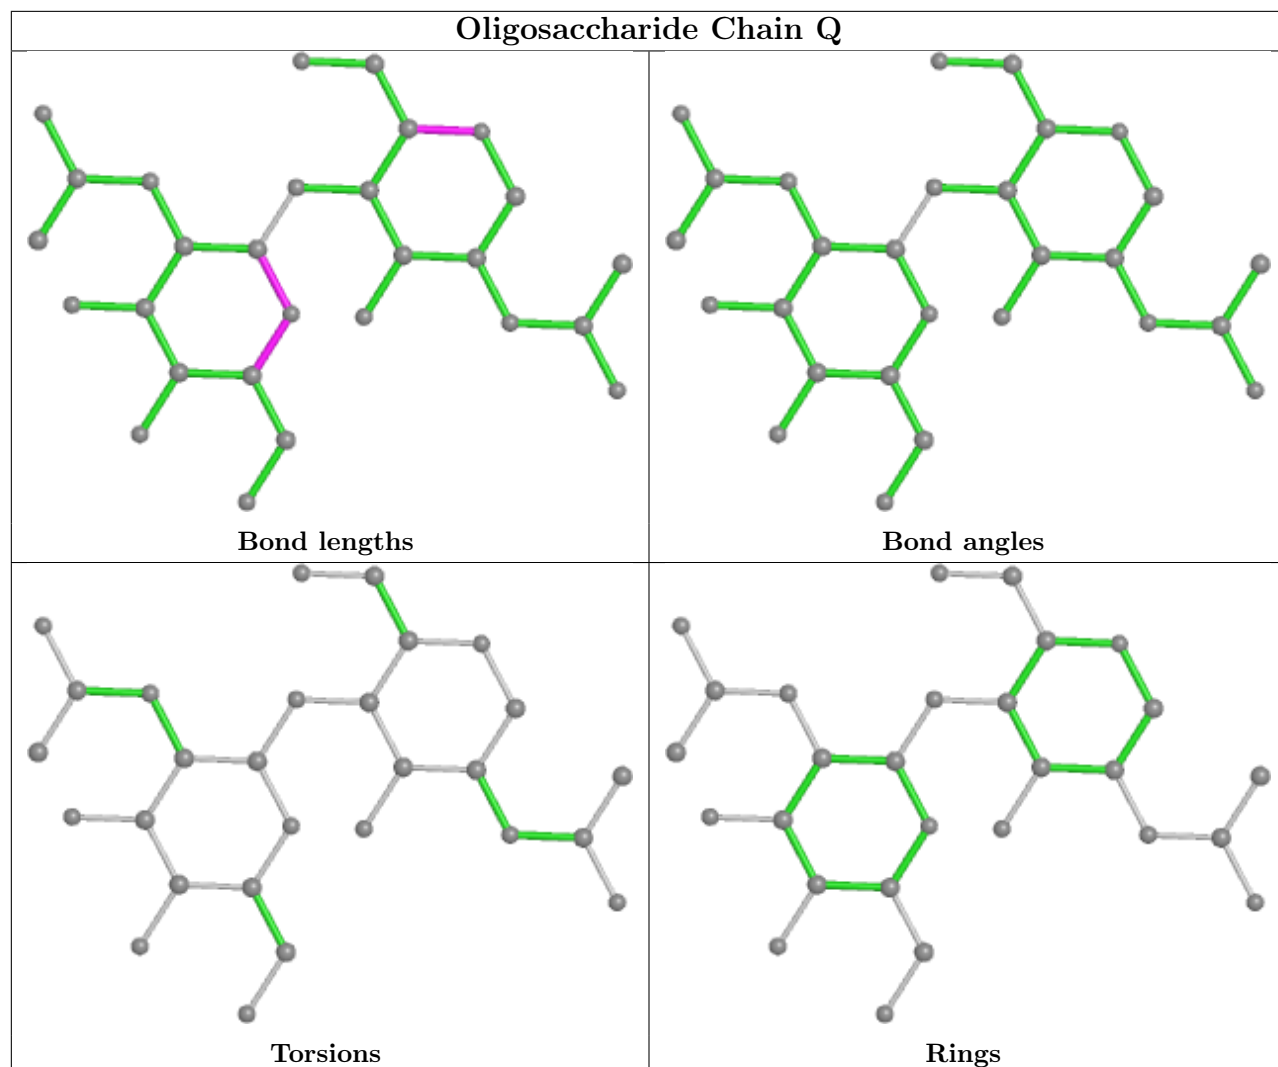 Oligosaccharide Chain Q
Bond lengths
Bond angles
Torsions
Rings